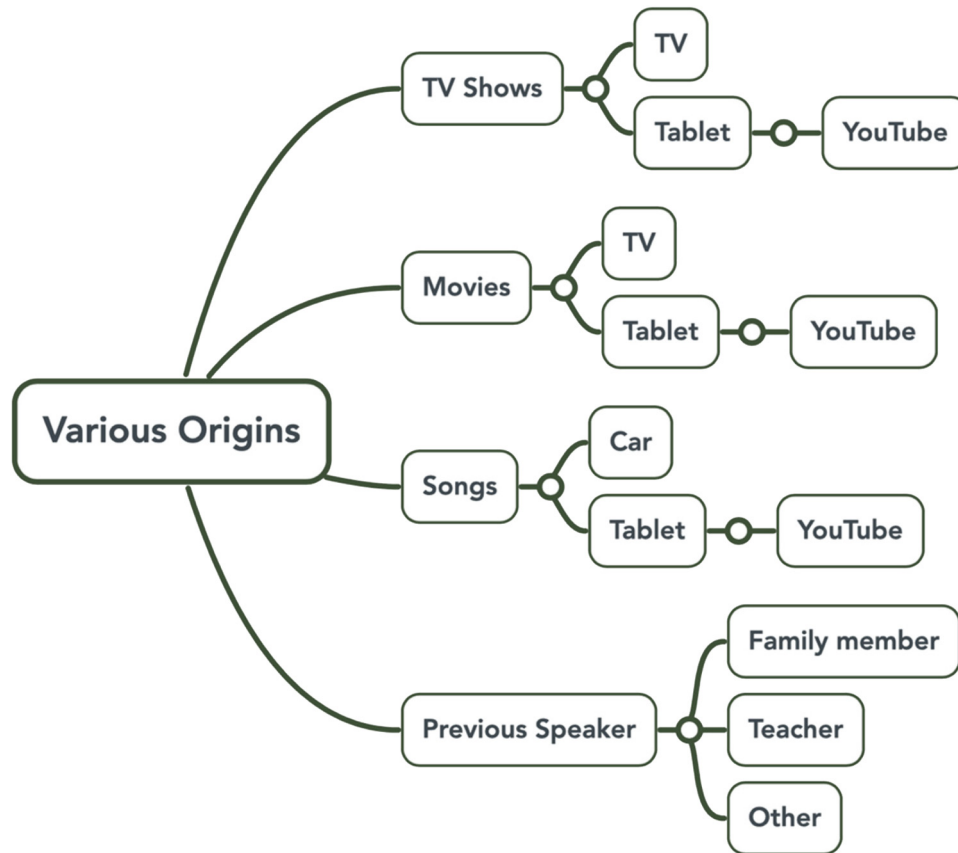 Various Origins
TV Shows
TV
Tablet
YouTube
Movies
TV
Tablet
YouTube
Songs
Car
Tablet
YouTube
Previous Speaker
Family member
Teacher
Other